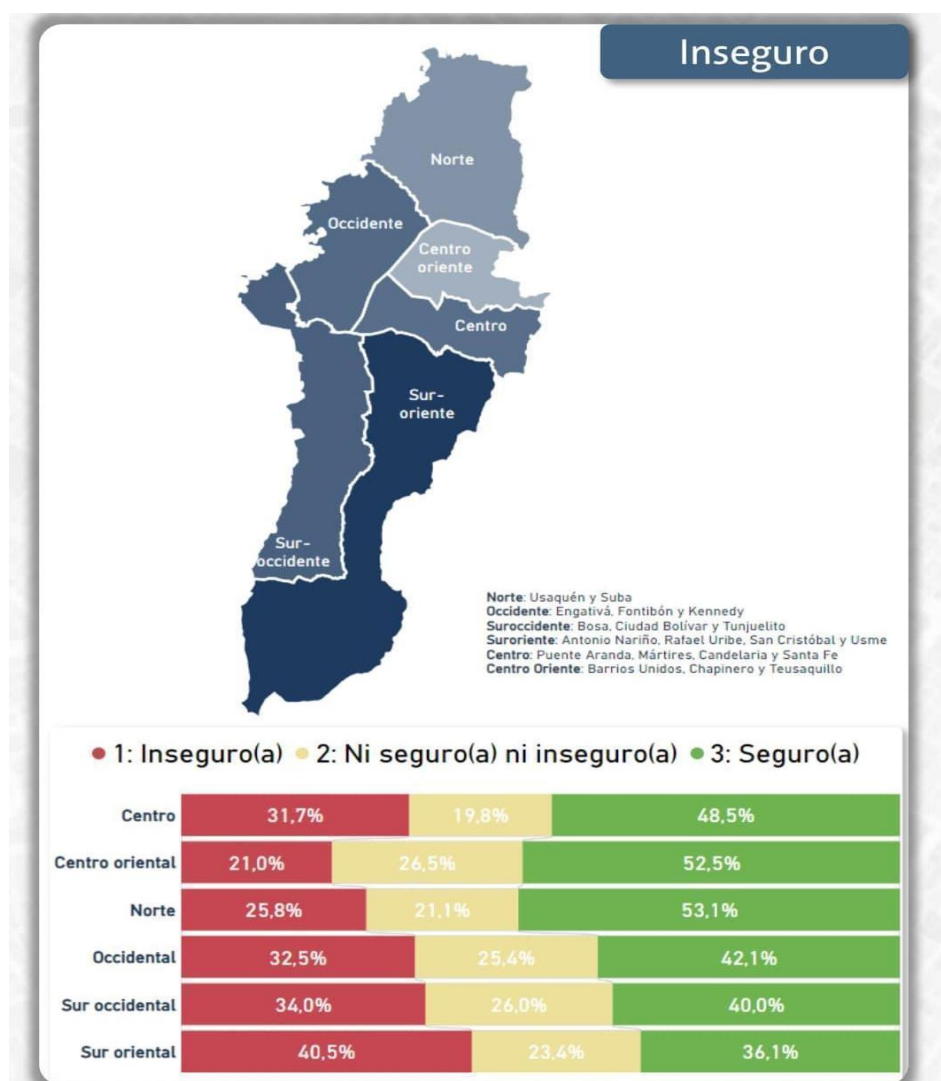 Inseguro
Norte
Occidente
Centro
oriente
Centro
Sur-
oriente
Sur-
occidente
Norte: Usaquén y Suba
Occidente: Engativá, Fontibón y Kennedy
Suroccidente: Bosa, Ciudad Bolívar y Tunjuelito
Suroriente: Antonio Nariño, Rafael Uribe, San Cristóbal y Usme
Centro: Puente Aranda, Mártires, Candelaria y Santa Fe
Centro Oriente: Barrios Unidos, Chapinero y Teusaquillo
1: Inseguro(a) 2: Ni seguro(a) ni inseguro(a) 3: Seguro(a)
Centro 31,7% 19,8% 48,5%
Centro oriental 21,0% 26,5% 52,5%
Norte 25,8% 21,1% 53,1%
Occidental 32,5% 25,4% 42,1%
Sur occidental 34,0% 26,0% 40,0%
Sur oriental 40,5% 23,4% 36,1%